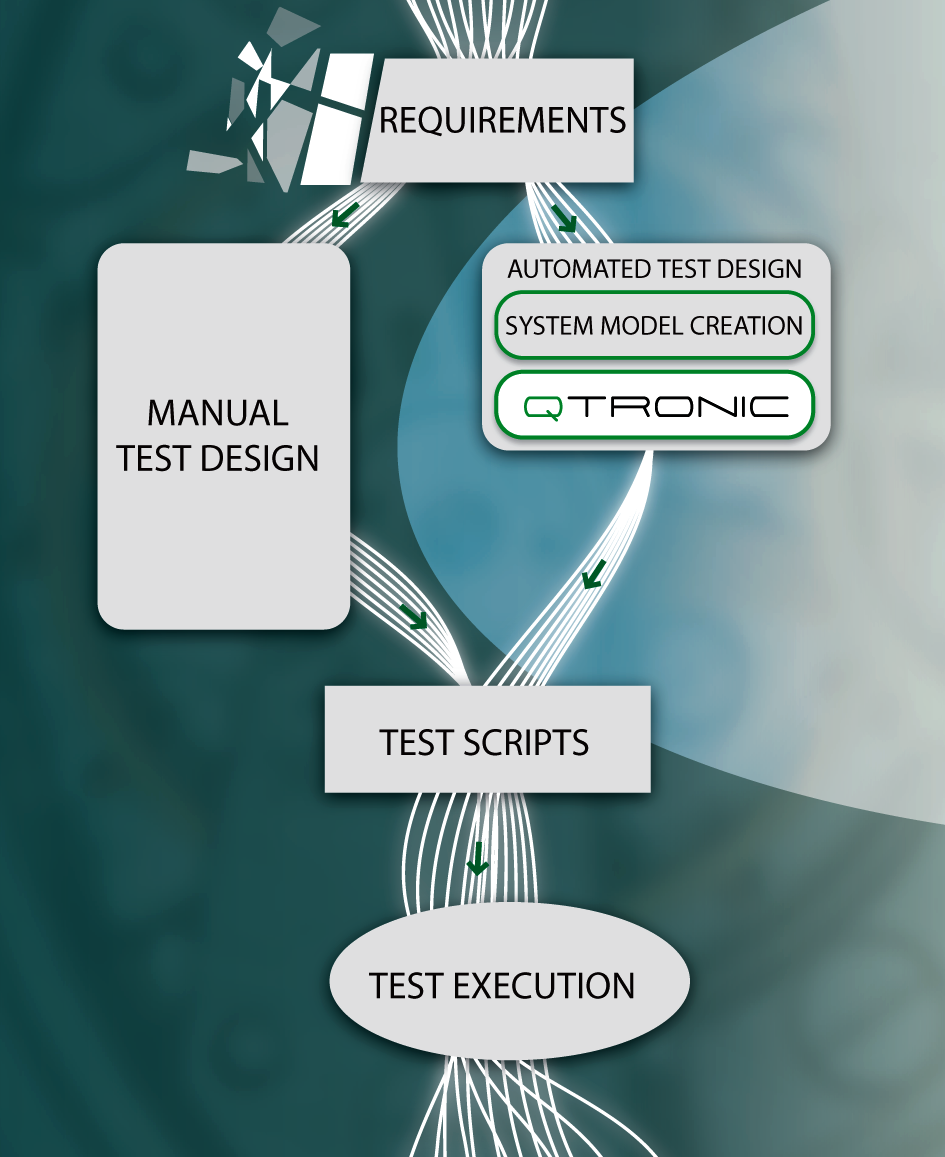 REQUIREMENTS
MANUAL
TEST DESIGN
AUTOMATED TEST DESIGN
SYSTEM MODEL CREATION
QTRONIC
TEST SCRIPTS
TEST EXECUTION